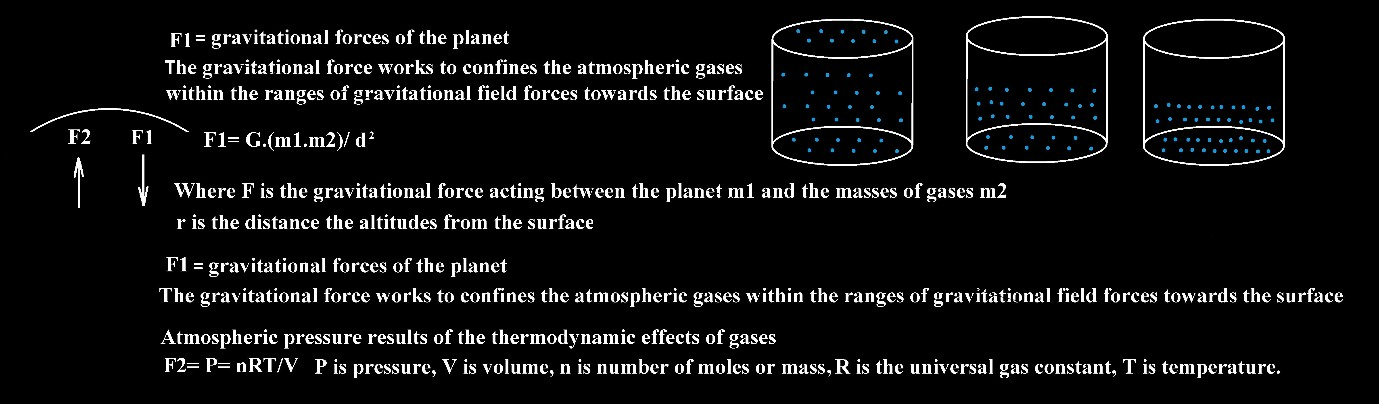 F1 = gravitational forces of the planet
The gravitational force works to confines the atmospheric gases
within the ranges of gravitational field forces towards the surface
F2 F1 F1= G.(m1.m2)/ d²
Where F is the gravitational force acting between the planet m1 and the masses of gases m2
r is the distance the altitudes from the surface
F1 = gravitational forces of the planet
The gravitational force works to confines the atmospheric gases within the ranges of gravitational field forces towards the surface
Atmospheric pressure results of the thermodynamic effects of gases
F2= P= nRT/V P is pressure, V is volume, n is number of moles or mass, R is the universal gas constant, T is temperature.